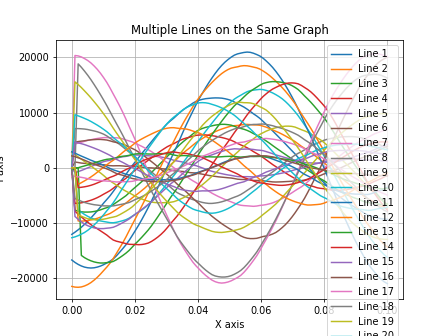 Multiple Lines on the Same Graph
20000
10000
0
−10000
−20000
0.00
0.02
0.04
0.06
X axis
Line 1
Line 2
Line 3
Line 4
Line 5
Line 6
Line 7
Line 8
Line 9
Line 10
Line 11
Line 12
Line 13
Line 14
Line 15
Line 16
Line 17
Line 18
Line 19
Line 20